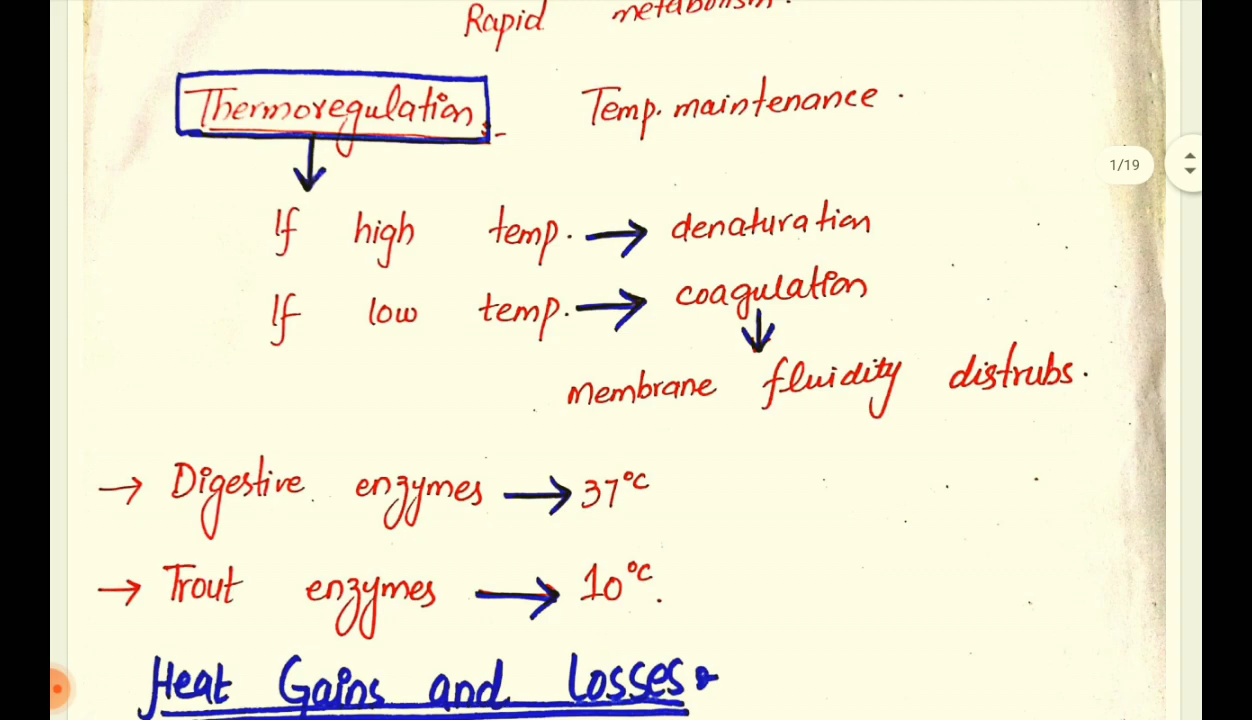 Rapid metabolism.
Thermoregulation:- Temp. maintenance.
If high temp. → denaturation
If low temp. → coagulation
↓
membrane fluidity distrubs.
→ Digestive enzymes → 37°c
→ Trout enzymes → 10°c.
Heat Gains and Losses:
1/19